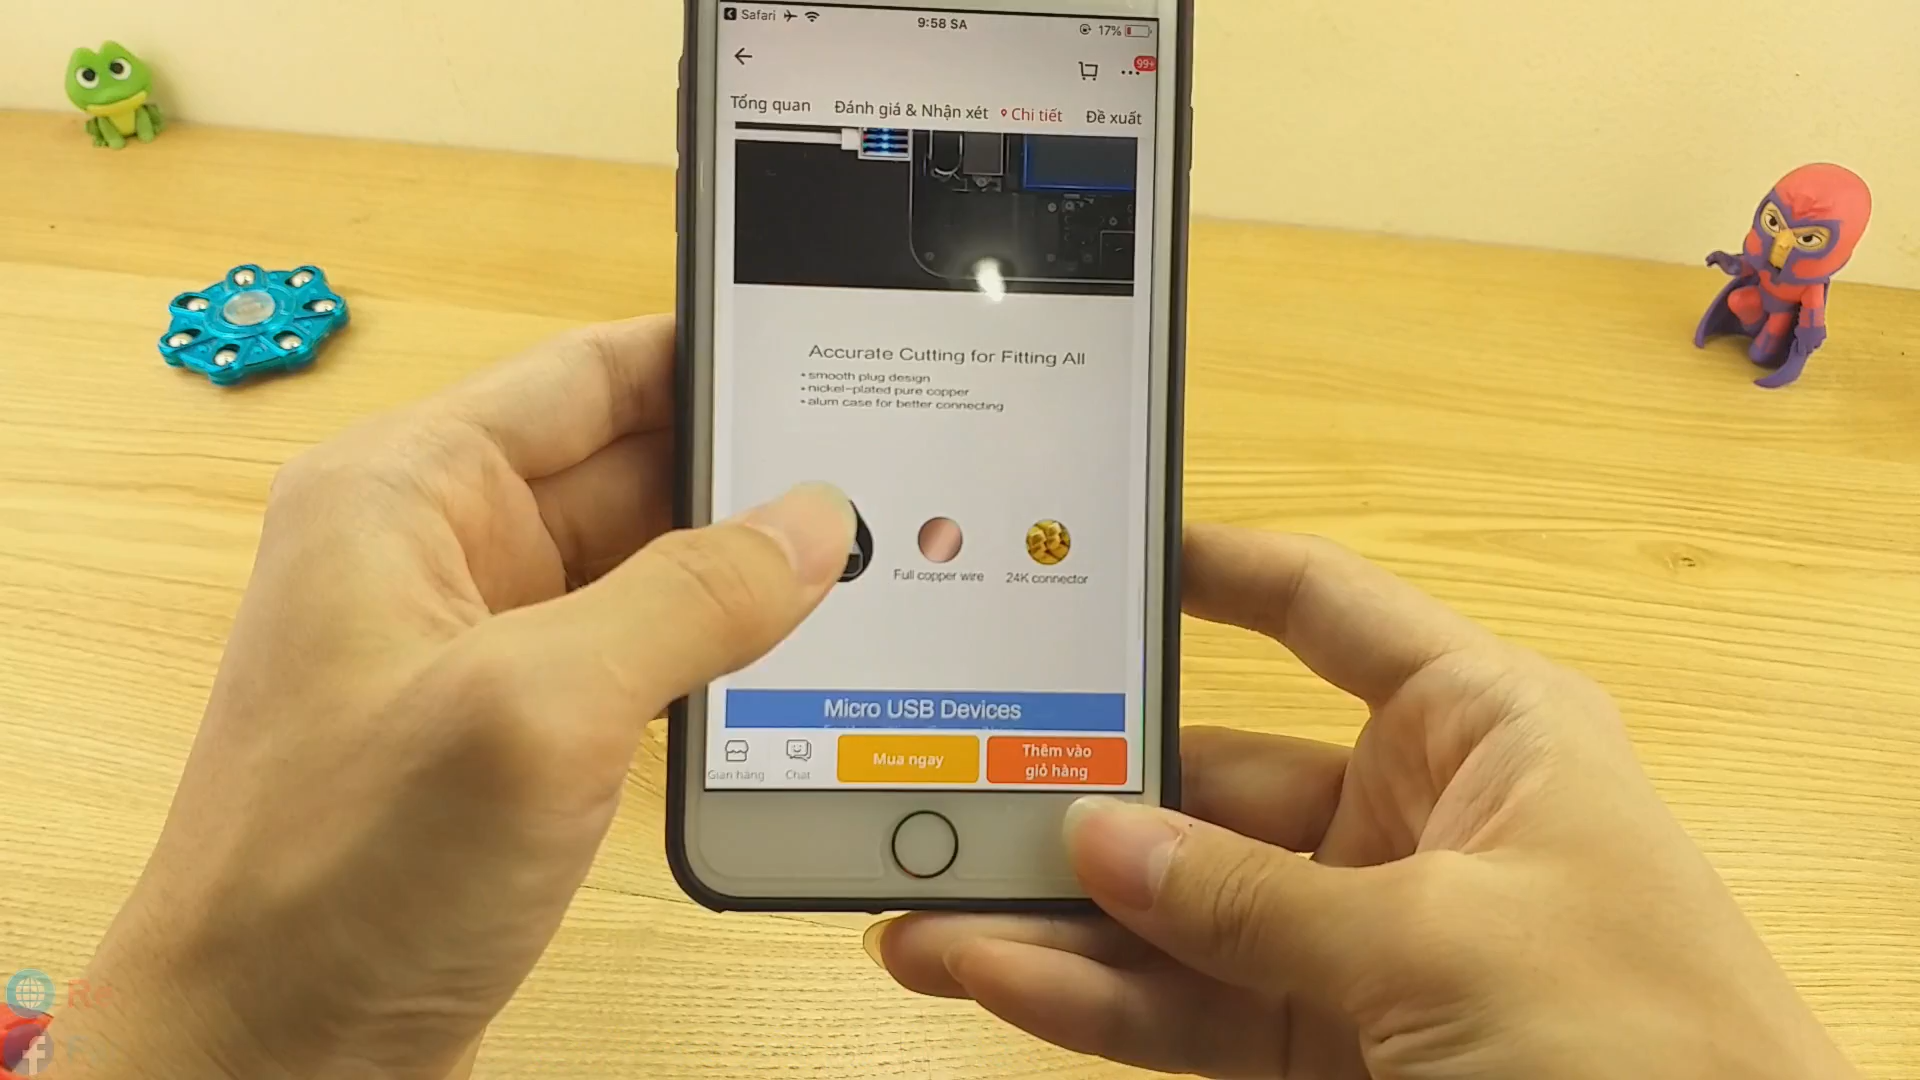 Safari
9:58 SA
17%
99+
Tổng quan
Đánh giá & Nhận xét
Chi tiết
Đề xuất
Accurate Cutting for Fitting All
• smooth plug design
• nickel-plated pure copper
• alum case for better connecting
Full copper wire
24K connector
Micro USB Devices
Gian hàng
Chat
Mua ngay
Thêm vào
giỏ hàng
Re